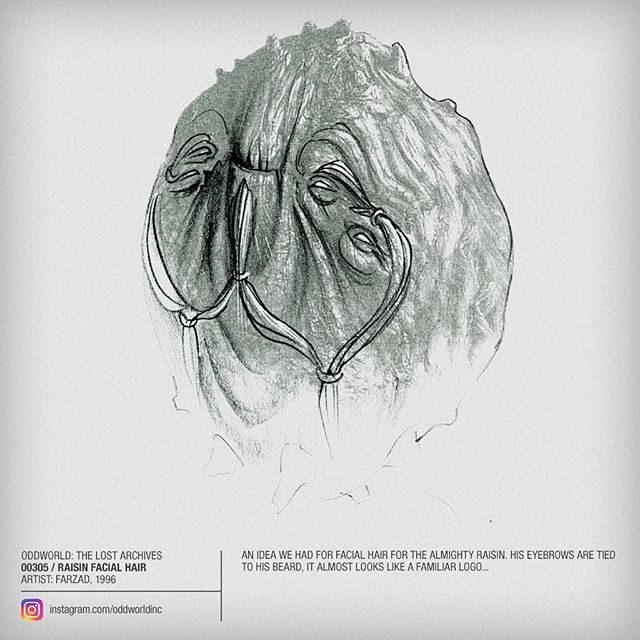 ODDWORLD: THE LOST ARCHIVES
00305 / RAISIN FACIAL HAIR
ARTIST: FARZAD, 1996
instagram.com/oddworldinc
AN IDEA WE HAD FOR FACIAL HAIR FOR THE ALMIGHTY RAISIN. HIS EYEBROWS ARE TIED
TO HIS BEARD, IT ALMOST LOOKS LIKE A FAMILIAR LOGO...